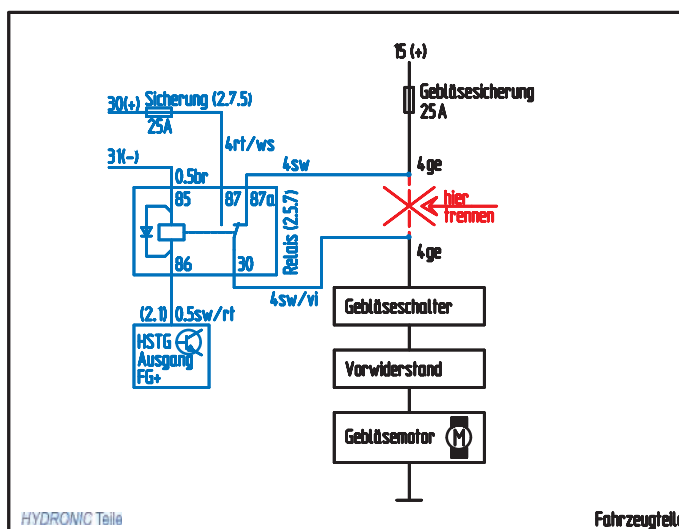 15 (+)
Gebläsesicherung
25A
30(+) Sicherung (2.7.5)
25A
4rt/ws
31(-)
0.5br
4sw
4ge
85
87
87a
Relais (2.5.7)
hier
trennen
86
30
4ge
4sw/vi
(2.1) 0.5sw/rt
HSTG
Ausgang
FG+
Gebläseschalter
Vorwiderstand
Gebläsemotor M
HYDRONIC Teile
Fahrzeugteile